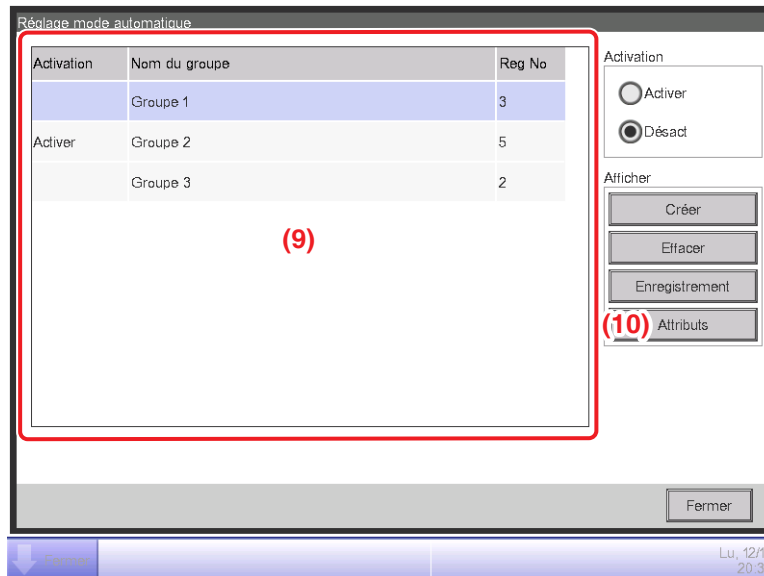 Réglage mode automatique
Activation Nom du groupe Reg No
Groupe 1 3
Activer Groupe 2 5
Groupe 3 2
(9)
Activation
Activer
Désact
Afficher
Créer
Effacer
Enregistrement
(10) Attributs
Fermer
Fermer
Lu, 12/1
20:3